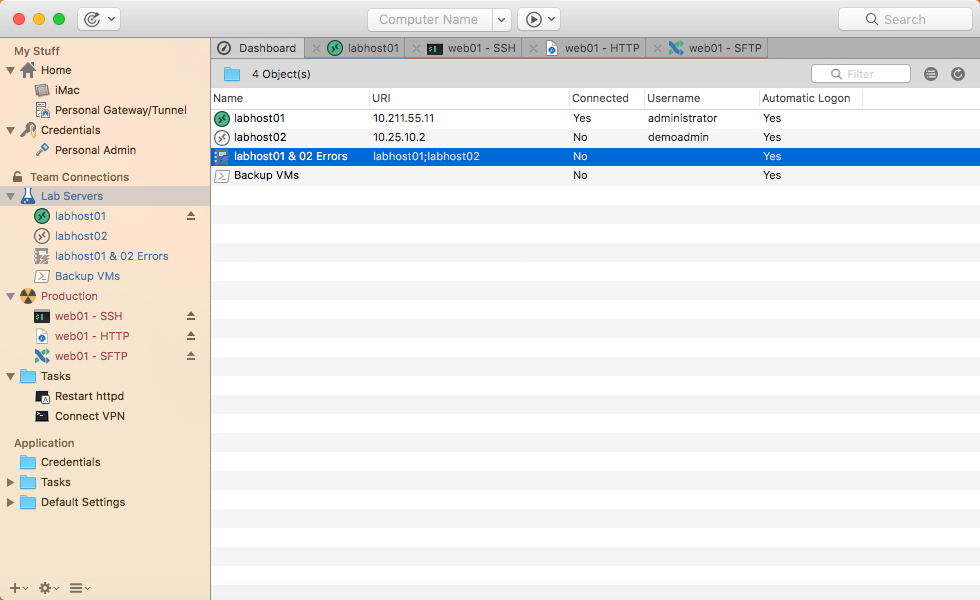 Computer Name
Search
My Stuff
Home
iMac
Personal Gateway/Tunnel
Credentials
Personal Admin
Team Connections
Lab Servers
labhost01
labhost02
labhost01 & 02 Errors
Backup VMs
Production
web01 - SSH
web01 - HTTP
web01 - SFTP
Tasks
Restart httpd
Connect VPN
Application
Credentials
Tasks
Default Settings
Dashboard labhost01 web01 - SSH web01 - HTTP web01 - SFTP
4 Object(s) Filter
Name URI Connected Username Automatic Logon
labhost01 10.211.55.11 Yes administrator Yes
labhost02 10.25.10.2 No demoadmin Yes
labhost01 & 02 Errors labhost01;labhost02 No Yes
Backup VMs No Yes